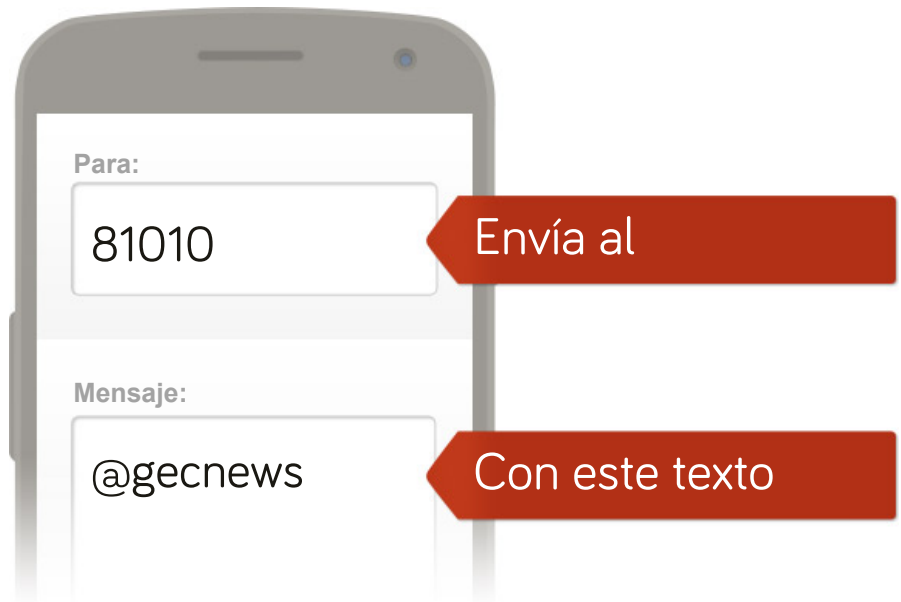 Para:
81010
Envía al
Mensaje:
@gecnews
Con este texto